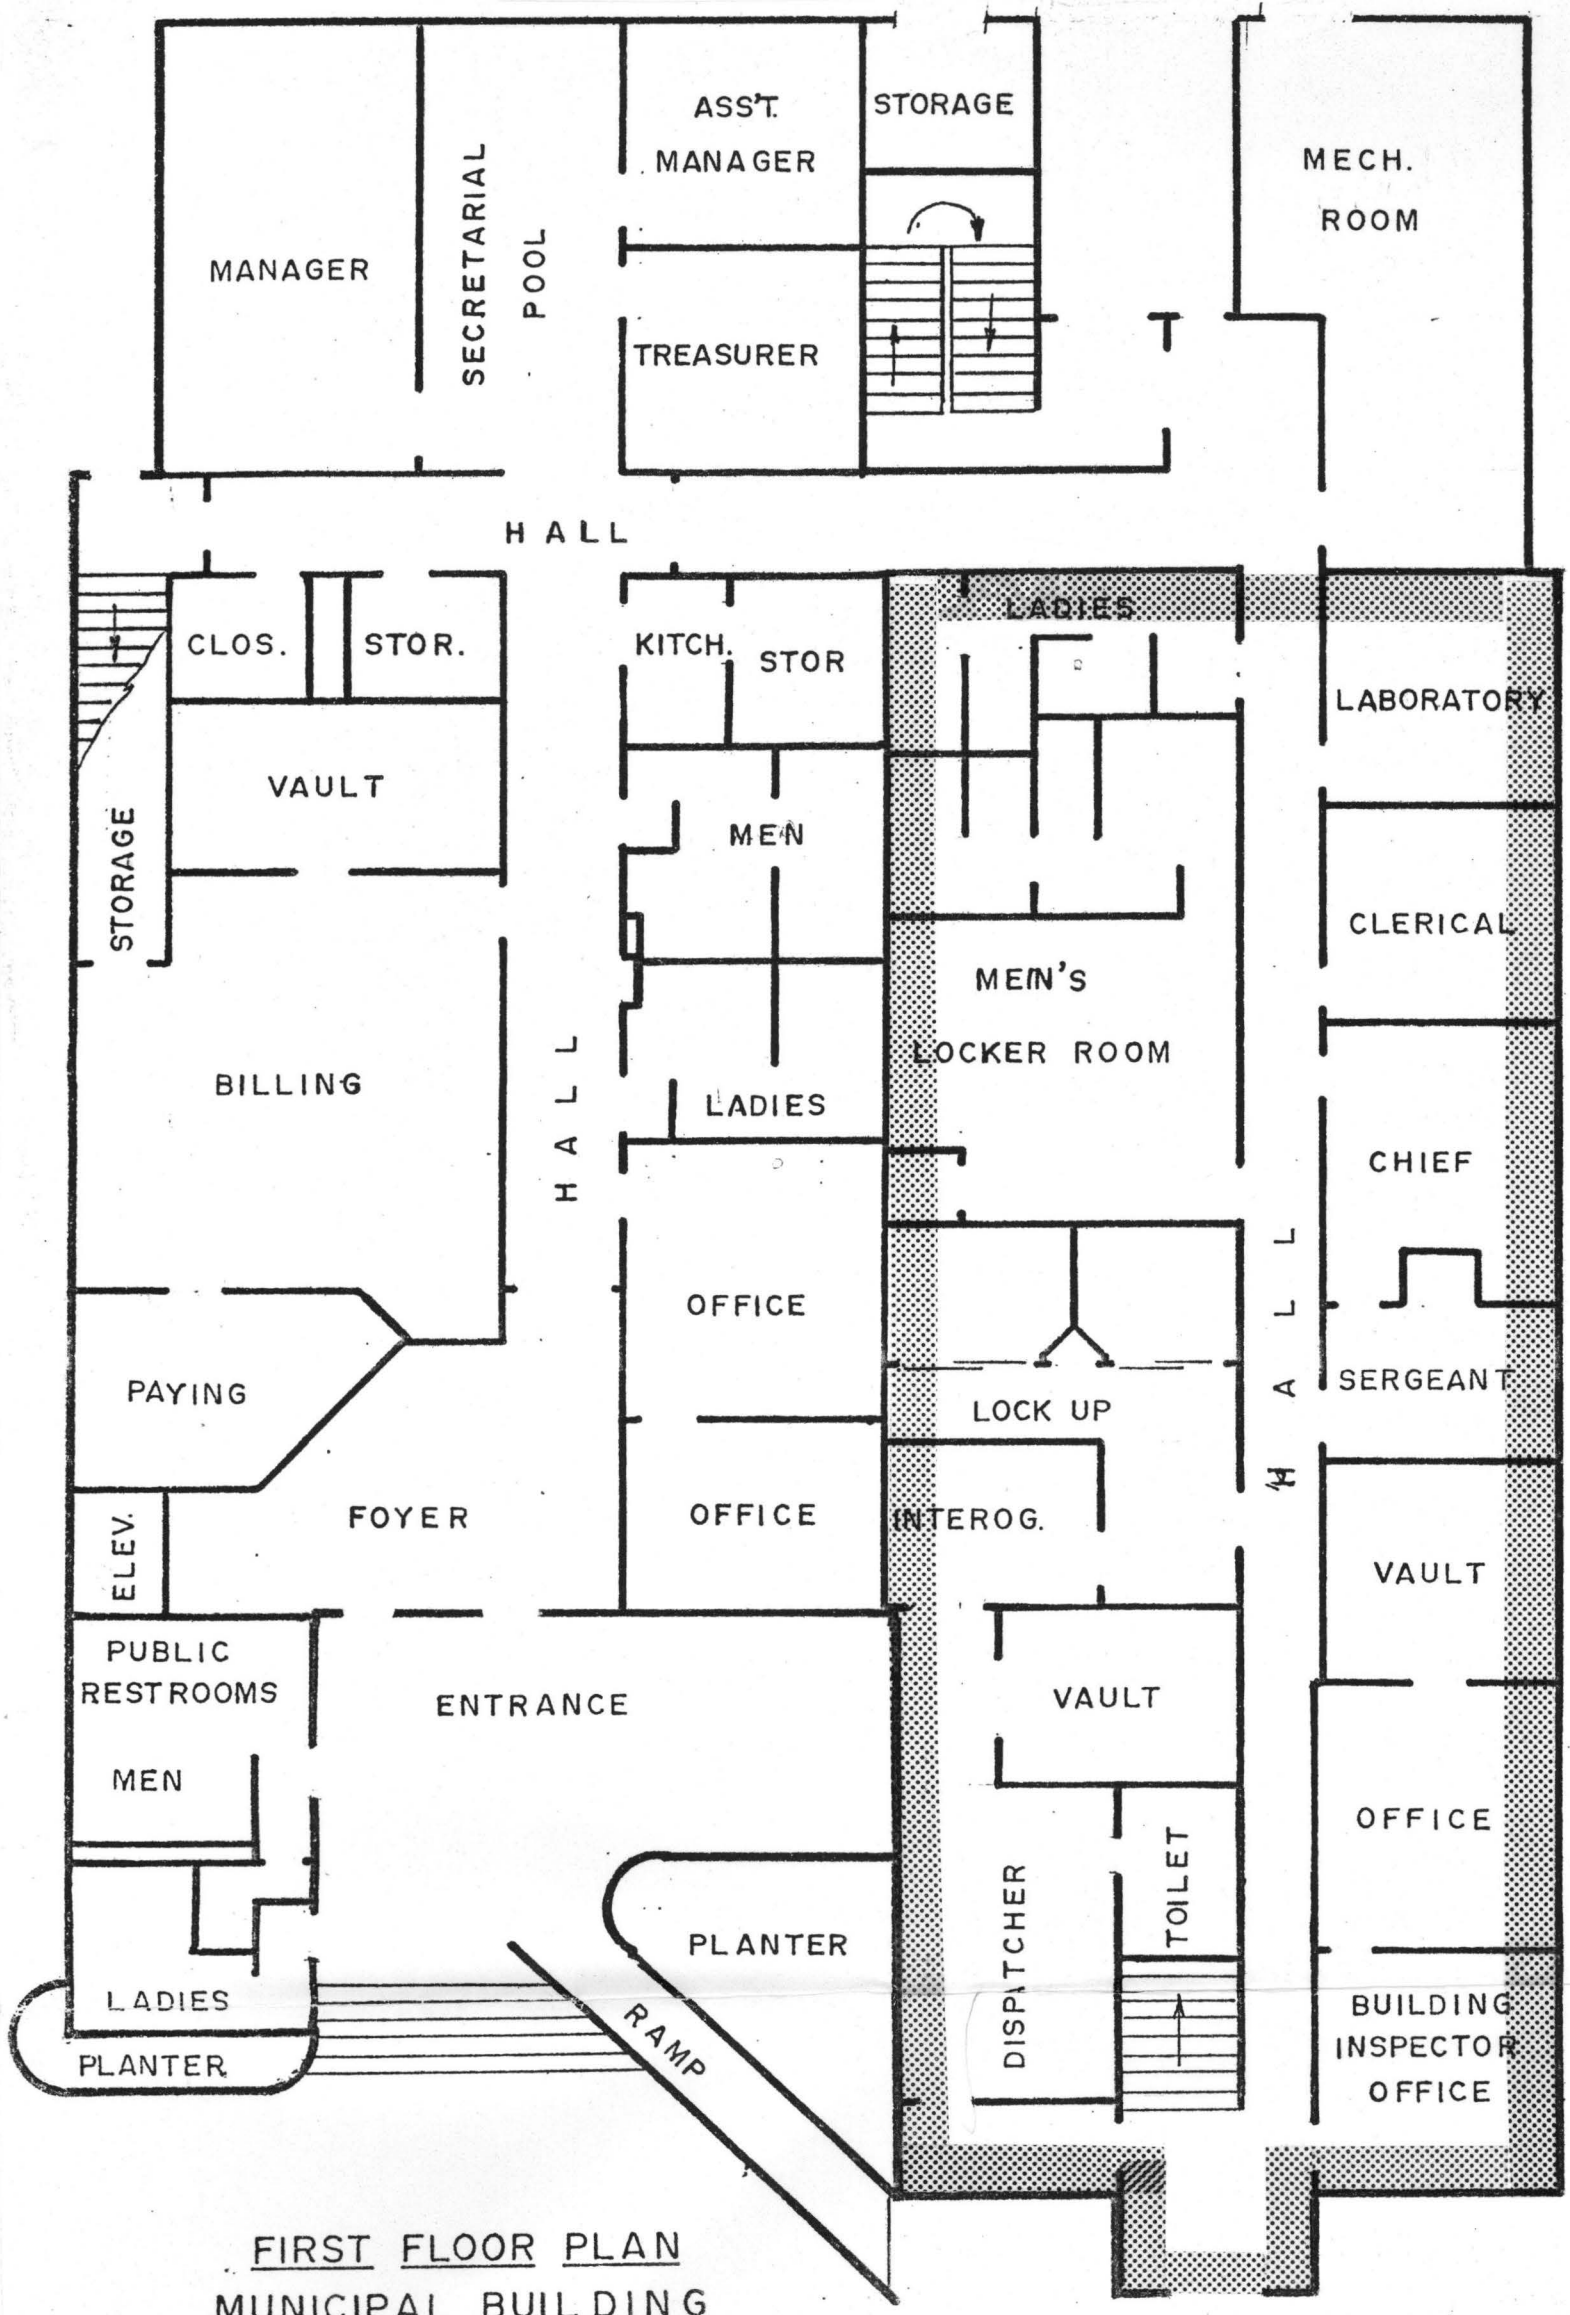 ASS'T.
MANAGER
STORAGE
MECH.
ROOM
MANAGER
SECRETARIAL
POOL
TREASURER
HALL
CLOS.
STOR.
KITCH.
STOR
LADIES
LABORATORY
VAULT
STORAGE
MEN
CLERICAL
MEN'S
LOCKER ROOM
BILLING
HALL
LADIES
CHIEF
OFFICE
HALL
PAYING
LOCK UP
SERGEANT
ELEV.
FOYER
OFFICE
INTEROG.
VAULT
PUBLIC
RESTROOMS
MEN
ENTRANCE
VAULT
OFFICE
TOILET
DISPATCHER
PLANTER
LADIES
PLANTER
RAMP
BUILDING
INSPECTOR
OFFICE
FIRST FLOOR PLAN
MUNICIPAL BUILDING